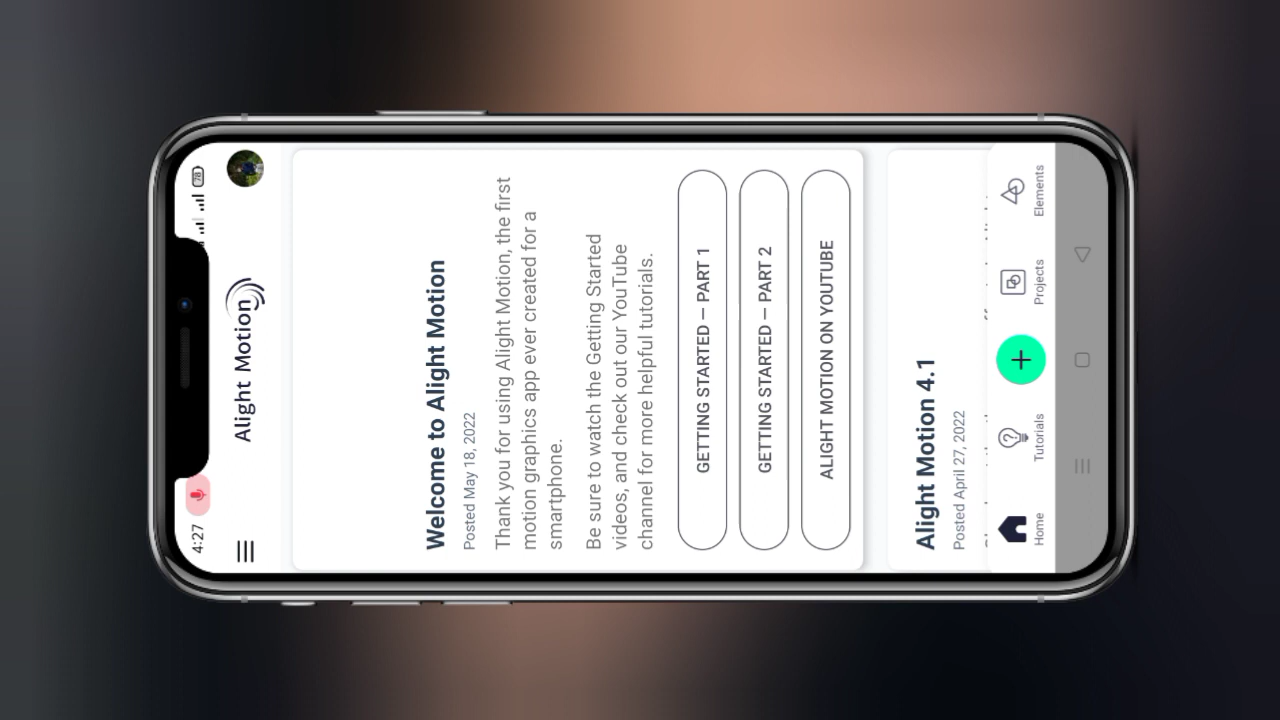 4:27
78
Alight Motion
Welcome to Alight Motion
Posted May 18, 2022
Thank you for using Alight Motion, the first
motion graphics app ever created for a
smartphone.
Be sure to watch the Getting Started
videos, and check out our YouTube
channel for more helpful tutorials.
GETTING STARTED – PART 1
GETTING STARTED – PART 2
ALIGHT MOTION ON YOUTUBE
Alight Motion 4.1
Posted April 27, 2022
Home
Tutorials
Projects
Elements